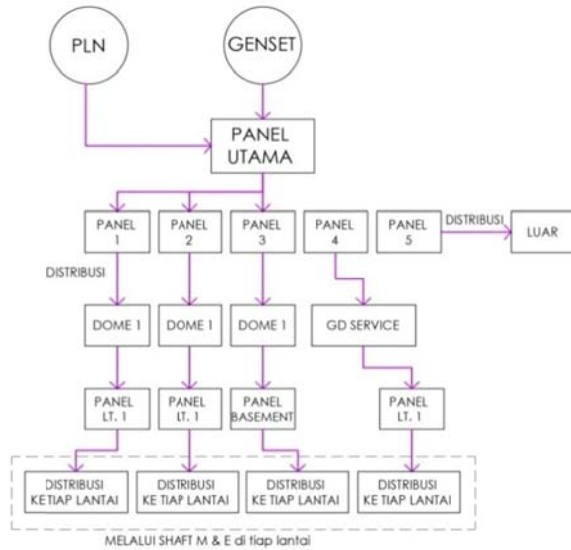 PLN
GENSET
PANEL
UTAMA
PANEL
1
PANEL
2
PANEL
3
PANEL
4
PANEL
5
DISTRIBUSI
LUAR
DISTRIBUSI
DOME 1
DOME 1
DOME 1
GD SERVICE
PANEL
LT. 1
PANEL
LT. 1
PANEL
BASEMENT
PANEL
LT. 1
DISTRIBUSI
KE TIAP LANTAI
DISTRIBUSI
KE TIAP LANTAI
DISTRIBUSI
KE TIAP LANTAI
DISTRIBUSI
KE TIAP LANTAI
MELALUI SHAFT M & E di tiap lantai